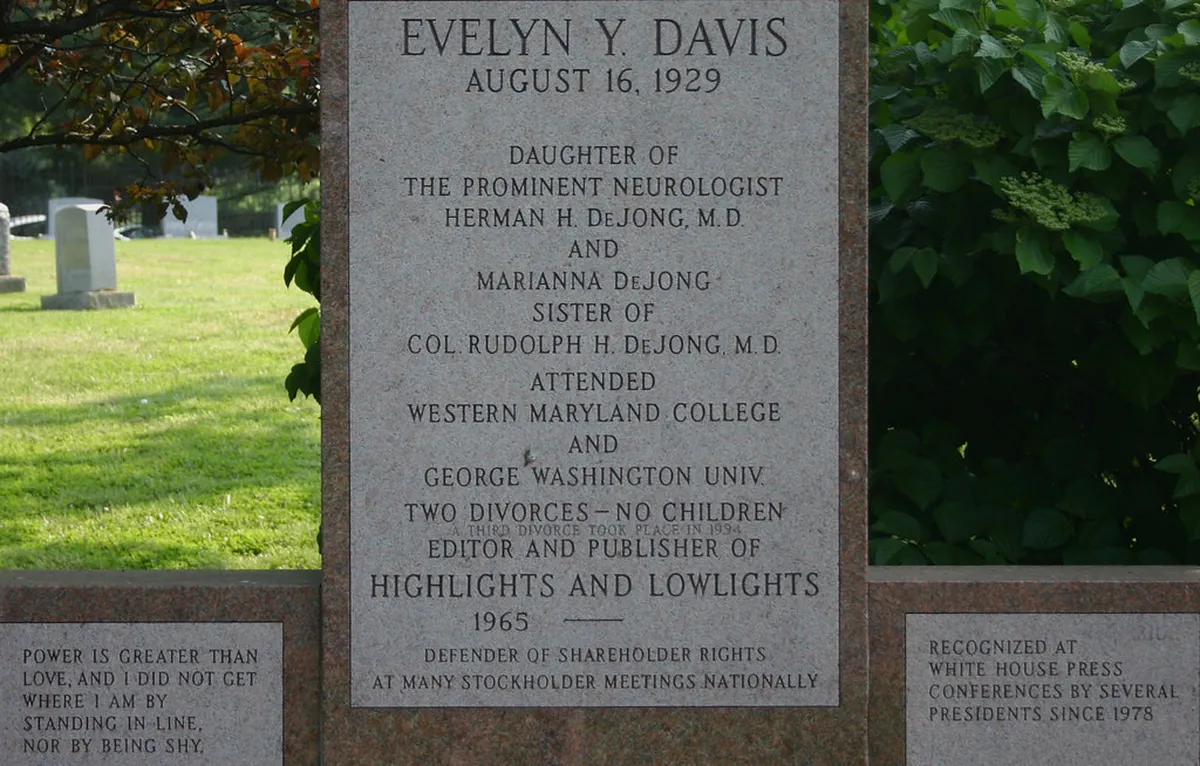 EVELYN Y. DAVIS
AUGUST 16, 1929
DAUGHTER OF
THE PROMINENT NEUROLOGIST
HERMAN H. DEJONG, M.D.
AND
MARIANNA DEJONG
SISTER OF
COL. RUDOLPH H. DEJONG, M.D.
ATTENDED
WESTERN MARYLAND COLLEGE
AND
GEORGE WASHINGTON UNIV.
TWO DIVORCES – NO CHILDREN
A THIRD DIVORCE TOOK PLACE IN 1994
EDITOR AND PUBLISHER OF
HIGHLIGHTS AND LOWLIGHTS
1965 —
DEFENDER OF SHAREHOLDER RIGHTS
AT MANY STOCKHOLDER MEETINGS NATIONALLY
POWER IS GREATER THAN
LOVE, AND I DID NOT GET
WHERE I AM BY
STANDING IN LINE,
NOR BY BEING SHY.
RECOGNIZED AT
WHITE HOUSE PRESS
CONFERENCES BY SEVERAL
PRESIDENTS SINCE 1978